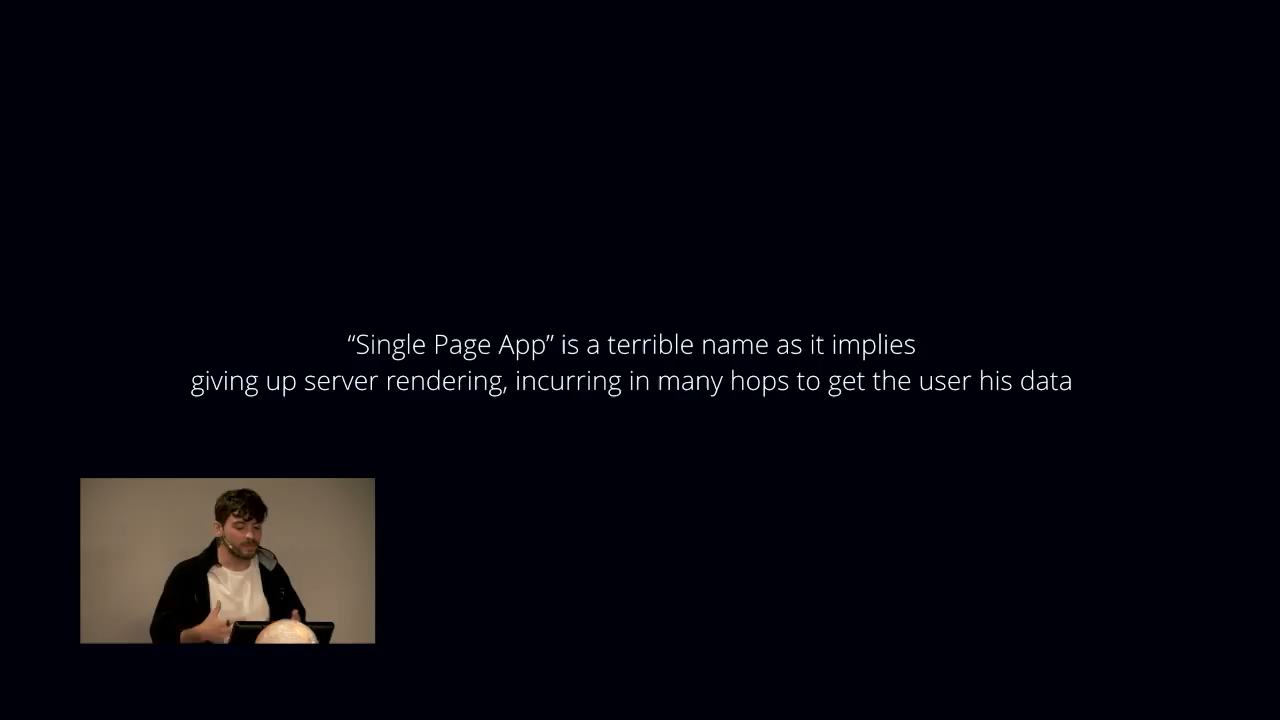 “Single Page App” is a terrible name as it implies
giving up server rendering, incurring in many hops to get the user his data